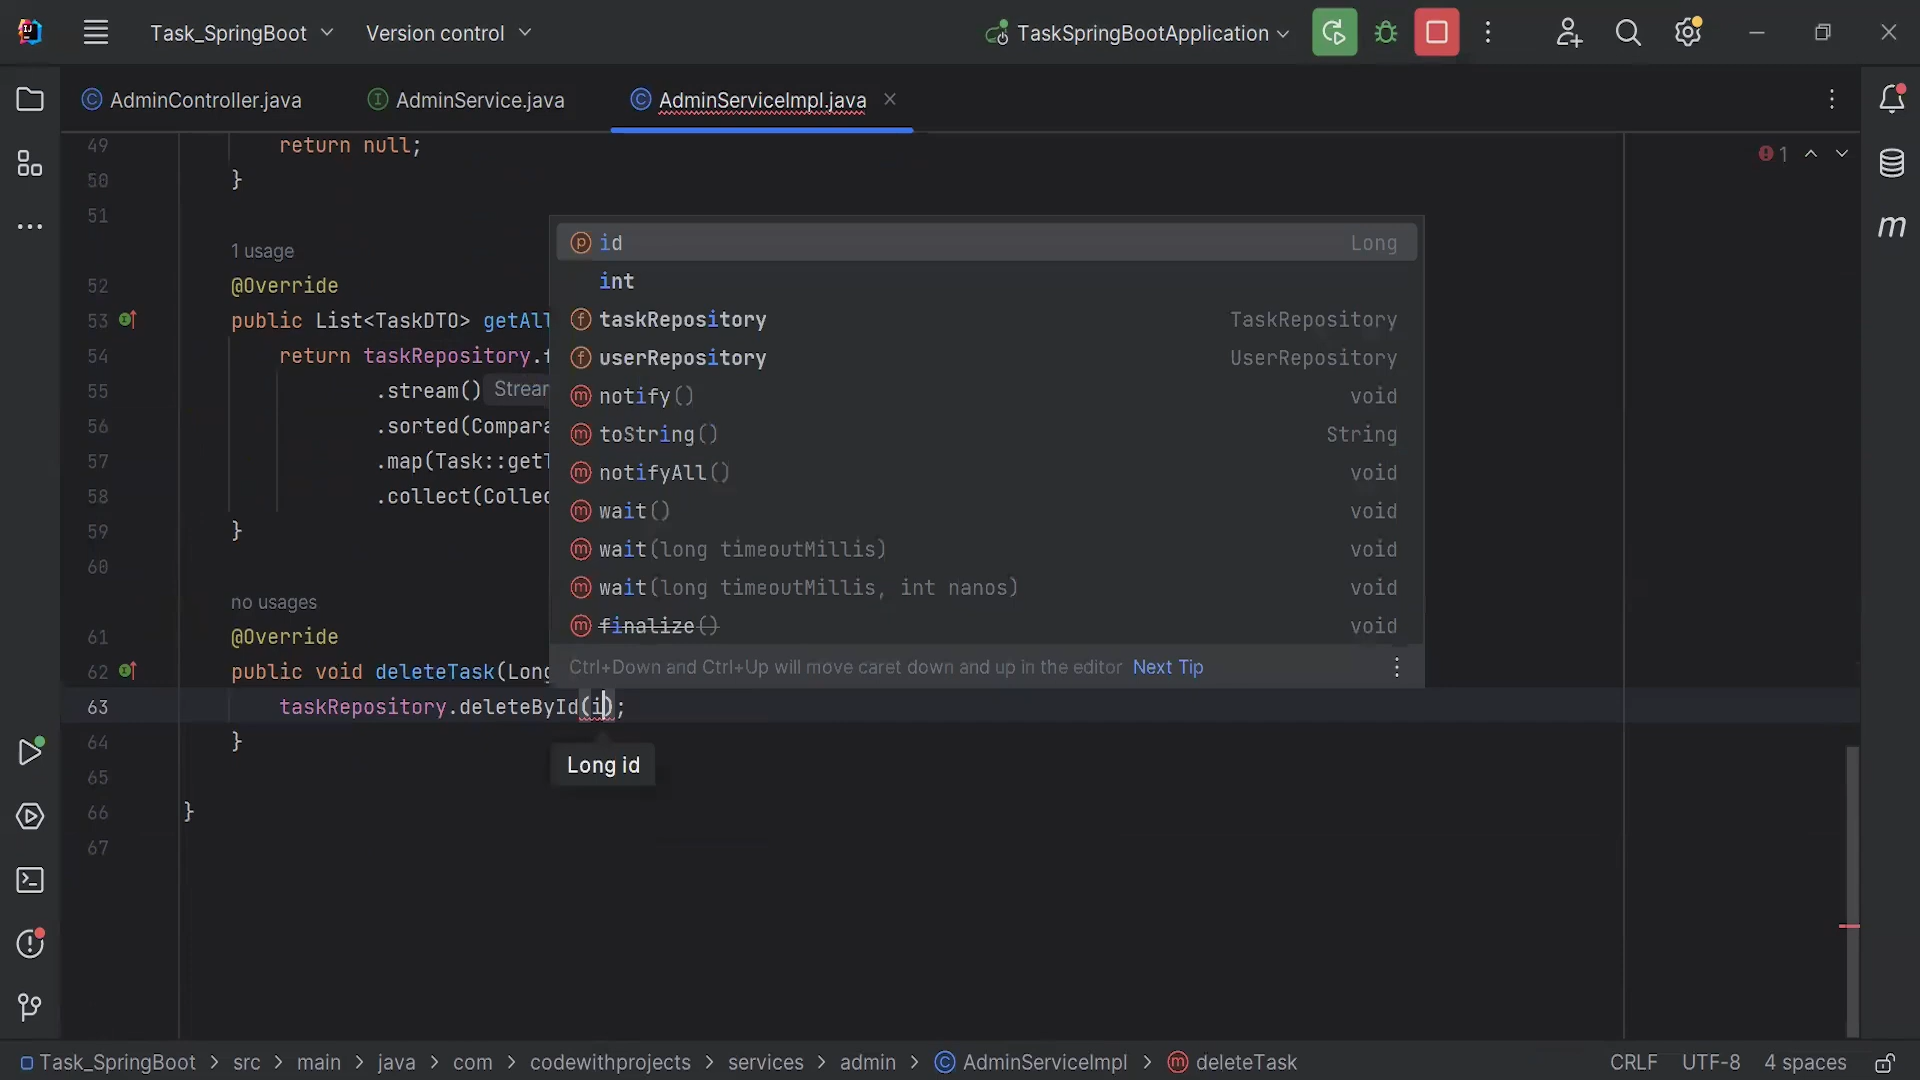 Task_SpringBoot
Version control
TaskSpringBootApplication
AdminController.java
AdminService.java
AdminServiceImpl.java
49 return null;
50 }
51
1 usage
52 @Override
53 public List<TaskDTO> getAll
54 return taskRepository.f
55 .stream() Stream
56 .sorted(Compara
57 .map(Task::getT
58 .collect(Collec
59 }
60
no usages
61 @Override
62 public void deleteTask(Long
63 taskRepository.deleteById(i);
64 }
65
66 }
67
1
id Long
int
taskRepository TaskRepository
userRepository UserRepository
notify() void
toString() String
notifyAll() void
wait() void
wait(long timeoutMillis) void
wait(long timeoutMillis, int nanos) void
finalize() void
Ctrl+Down and Ctrl+Up will move caret down and up in the editor Next Tip
Long id
Task_SpringBoot > src > main > java > com > codewithprojects > services > admin > AdminServiceImpl > deleteTask
CRLF UTF-8 4 spaces